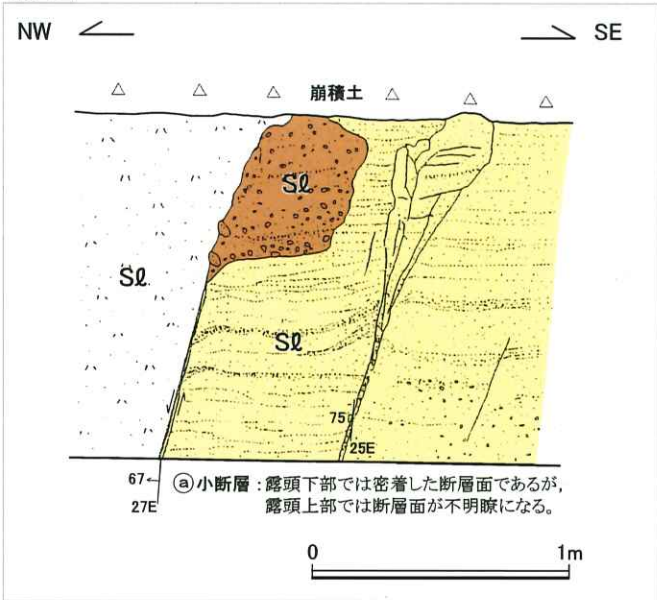 NW SE
崩積土
Sℓ
Sℓ
Sℓ
75
25E
67
27E
ⓐ小断層：露頭下部では密着した断層面であるが，
露頭上部では断層面が不明瞭になる。
0 1m